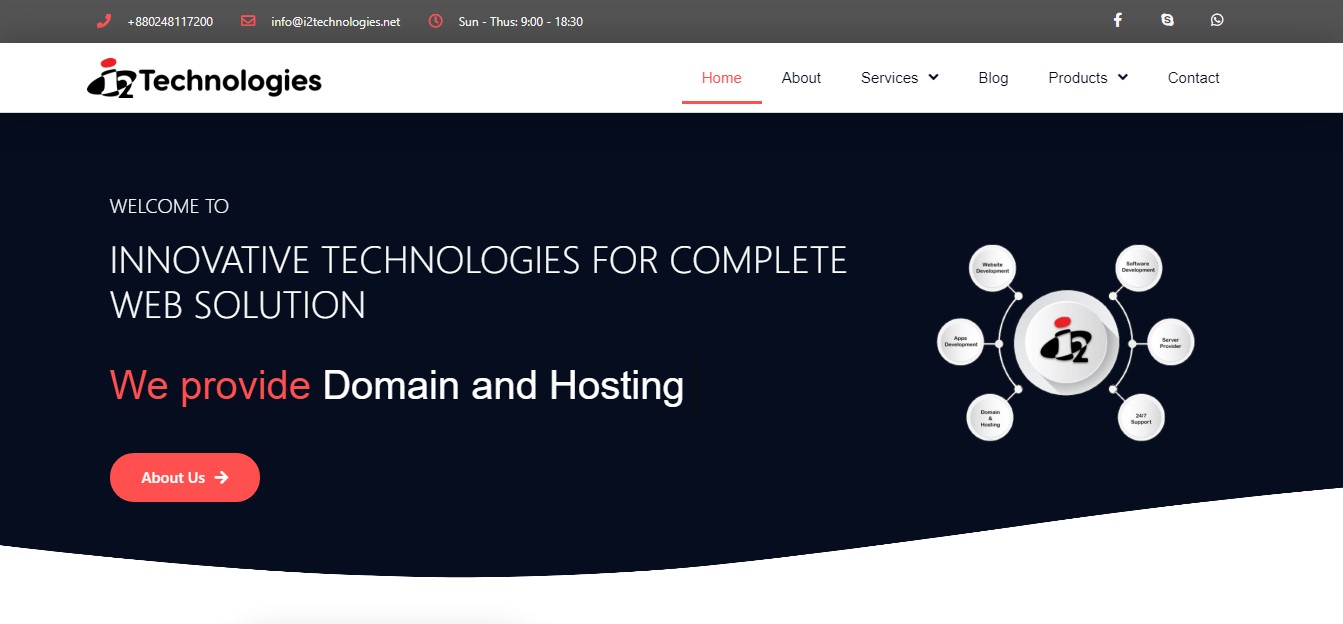 +880248117200 info@i2technologies.net Sun - Thus: 9:00 - 18:30
i2 Technologies
Home About Services Blog Products Contact
WELCOME TO
INNOVATIVE TECHNOLOGIES FOR COMPLETE
WEB SOLUTION
We provide Domain and Hosting
About Us
Website
Development
Software
Development
Apps
Development
i2
Server
Provider
Domain
&
Hosting
24/7
Support